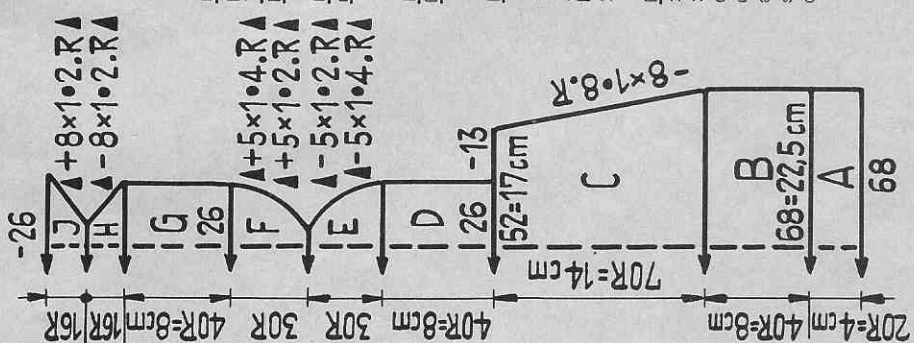 -26
J
+8×1•2.R
16R
H
-8×1•2.R
16R
G
26
40R=8cm
F
+5×1•4.R
+5×1•2.R
30R
E
-5×1•2.R
-5×1•4.R
30R
D
26
40R=8cm
-13
52=17cm
C
-8×1•8.R
70R=14cm
B
68=22,5cm
40R=8cm
A
68
20R=4cm